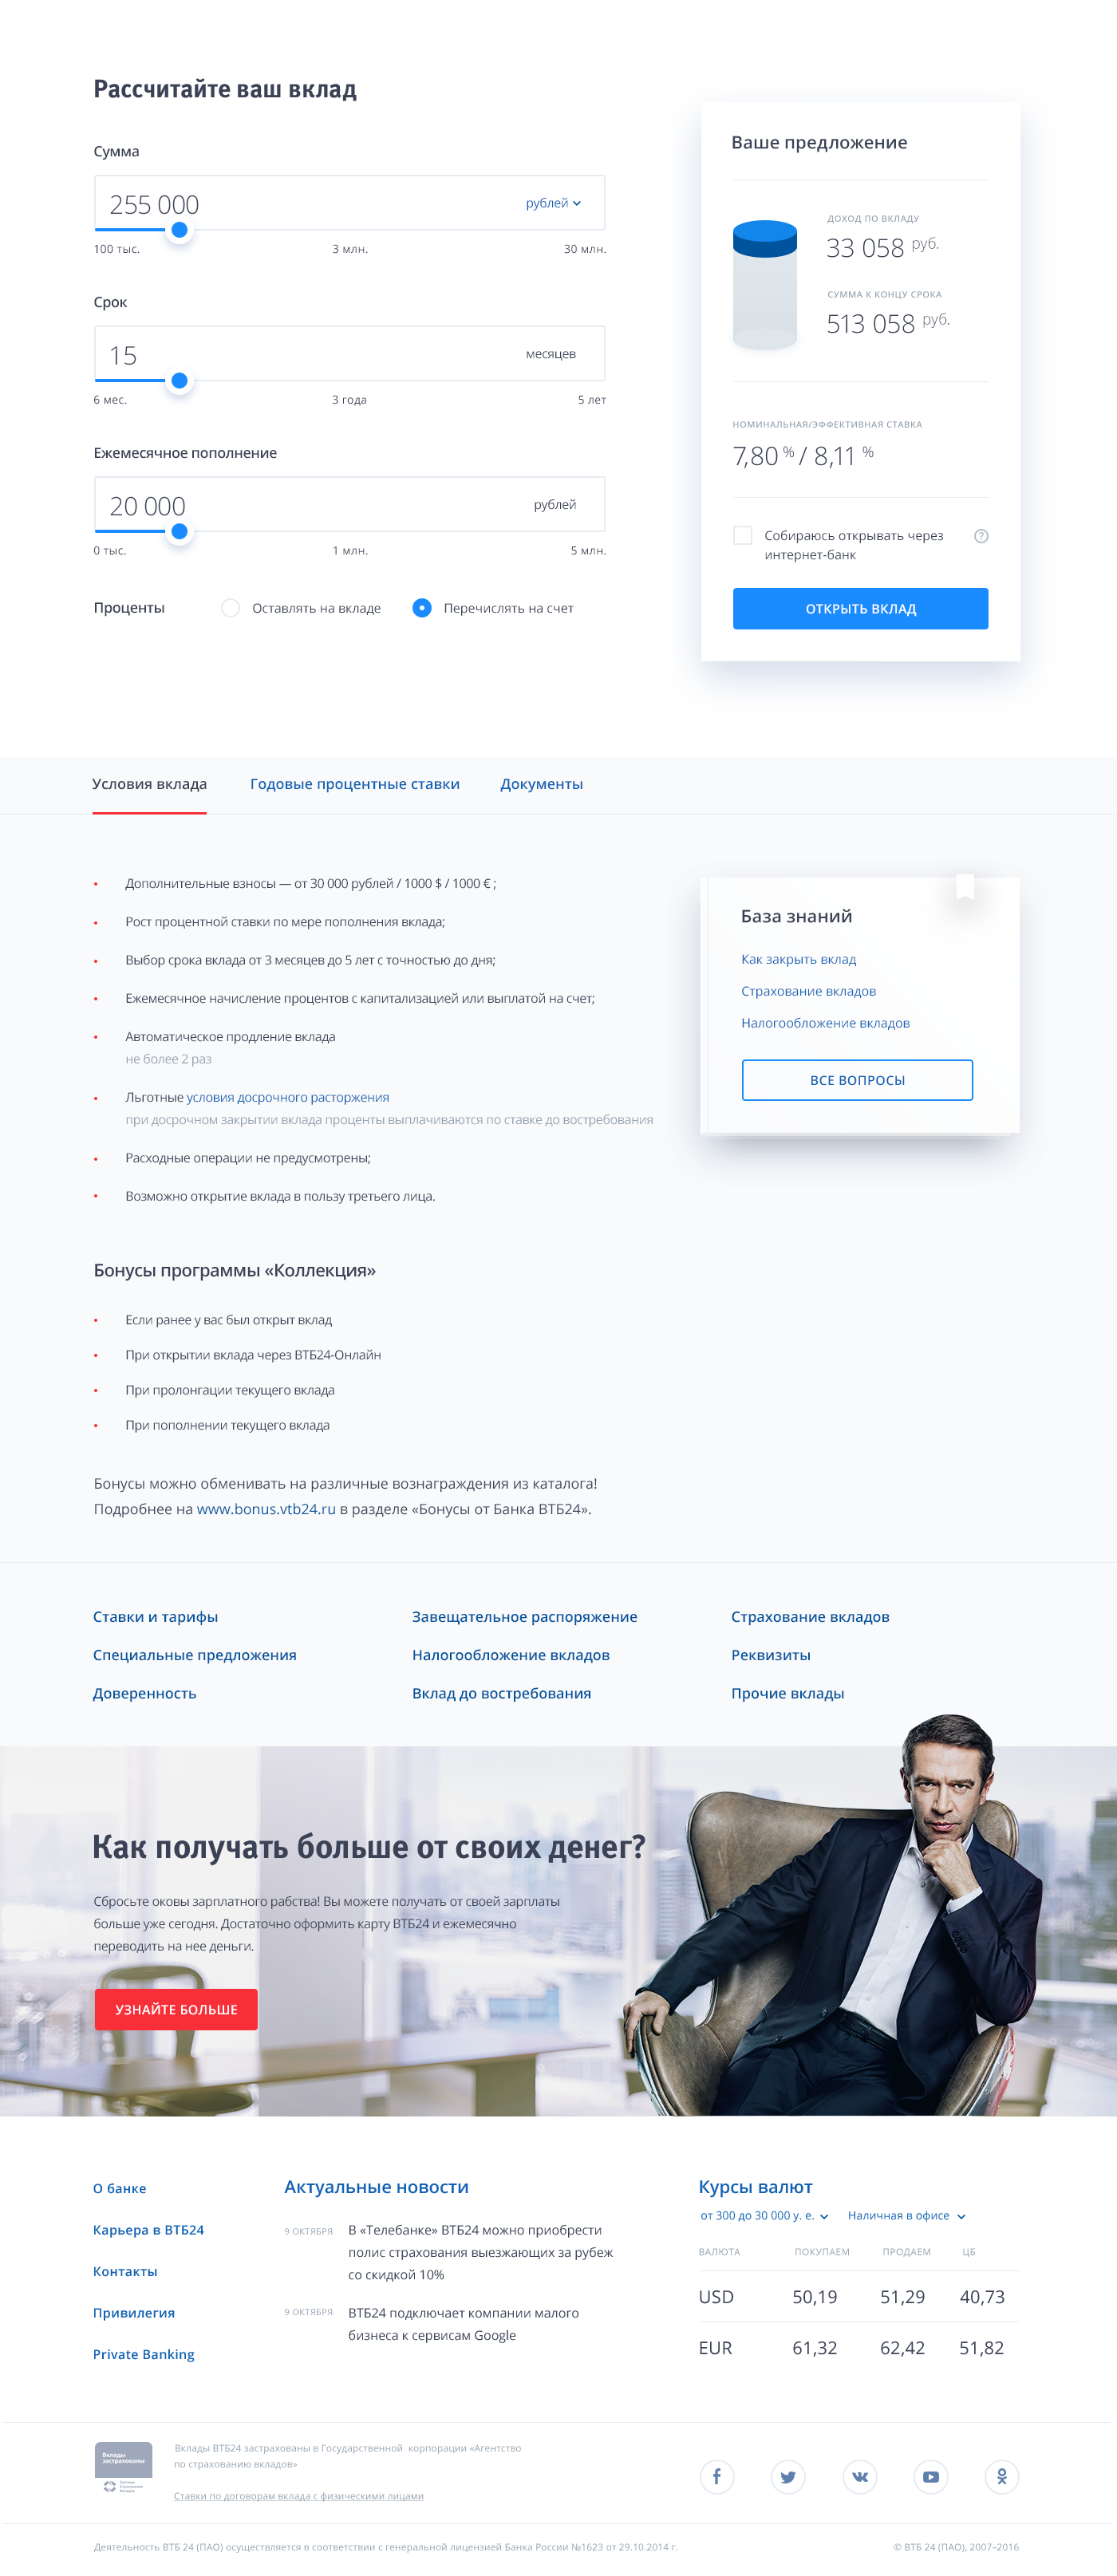 Рассчитайте ваш вклад
Сумма
255 000 рублей
100 тыс. 3 млн. 30 млн.
Срок
15 месяцев
6 мес. 3 года 5 лет
Ежемесячное пополнение
20 000 рублей
0 тыс. 1 млн. 5 млн.
Проценты Оставлять на вкладе Перечислять на счет
Ваше предложение
ДОХОД ПО ВКЛАДУ
33 058 руб.
СУММА К КОНЦУ СРОКА
513 058 руб.
НОМИНАЛЬНАЯ/ЭФФЕКТИВНАЯ СТАВКА
7,80 % / 8,11 %
Собираюсь открывать через ?
интернет-банк
ОТКРЫТЬ ВКЛАД
Условия вклада Годовые процентные ставки Документы
Дополнительные взносы — от 30 000 рублей / 1000 $ / 1000 € ;
Рост процентной ставки по мере пополнения вклада;
Выбор срока вклада от 3 месяцев до 5 лет с точностью до дня;
Ежемесячное начисление процентов с капитализацией или выплатой на счет;
Автоматическое продление вклада
не более 2 раз
Льготные условия досрочного расторжения
при досрочном закрытии вклада проценты выплачиваются по ставке до востребования
Расходные операции не предусмотрены;
Возможно открытие вклада в пользу третьего лица.
База знаний
Как закрыть вклад
Страхование вкладов
Налогообложение вкладов
ВСЕ ВОПРОСЫ
Бонусы программы «Коллекция»
Если ранее у вас был открыт вклад
При открытии вклада через ВТБ24-Онлайн
При пролонгации текущего вклада
При пополнении текущего вклада
Бонусы можно обменивать на различные вознаграждения из каталога!
Подробнее на www.bonus.vtb24.ru в разделе «Бонусы от Банка ВТБ24».
Ставки и тарифы Завещательное распоряжение Страхование вкладов
Специальные предложения Налогообложение вкладов Реквизиты
Доверенность Вклад до востребования Прочие вклады
Как получать больше от своих денег?
Сбросьте оковы зарплатного рабства! Вы можете получать от своей зарплаты
больше уже сегодня. Достаточно оформить карту ВТБ24 и ежемесячно
переводить на нее деньги.
УЗНАЙТЕ БОЛЬШЕ
О банке
Карьера в ВТБ24
Контакты
Привилегия
Private Banking
Актуальные новости
9 ОКТЯБРЯ В «Телебанке» ВТБ24 можно приобрести
полис страхования выезжающих за рубеж
со скидкой 10%
9 ОКТЯБРЯ ВТБ24 подключает компании малого
бизнеса к сервисам Google
Курсы валют
от 300 до 30 000 у. е. Наличная в офисе
ВАЛЮТА ПОКУПАЕМ ПРОДАЕМ ЦБ
USD 50,19 51,29 40,73
EUR 61,32 62,42 51,82
Вклады
застрахованы
Вклады ВТБ24 застрахованы в Государственной корпорации «Агентство
по страхованию вкладов»
Ставки по договорам вклада с физическими лицами
Деятельность ВТБ 24 (ПАО) осуществляется в соответствии с генеральной лицензией Банка России №1623 от 29.10.2014 г.
© ВТБ 24 (ПАО), 2007–2016